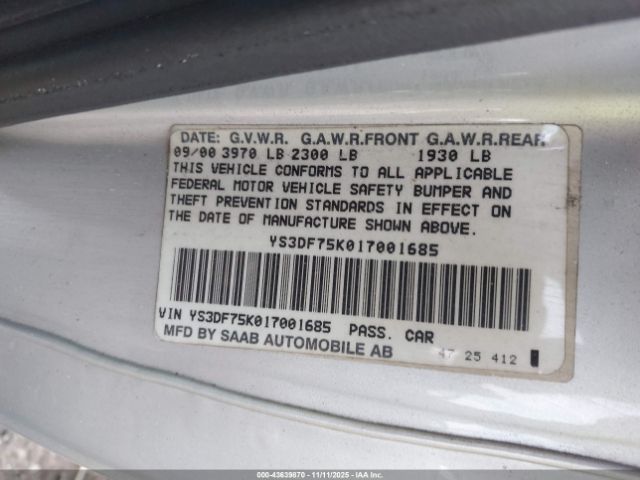 DATE: G.V.W.R. G.A.W.R.FRONT G.A.W.R.REAR
09/00 3970 LB 2300 LB 1930 LB
THIS VEHICLE CONFORMS TO ALL APPLICABLE
FEDERAL MOTOR VEHICLE SAFETY BUMPER AND
THEFT PREVENTION STANDARDS IN EFFECT ON
THE DATE OF MANUFACTURE SHOWN ABOVE.
YS3DF75K017001685
VIN YS3DF75K017001685 PASS. CAR
MFD BY SAAB AUTOMOBILE AB 47 25 412
000-43639870 - 11/11/2025 - IAAI.COM